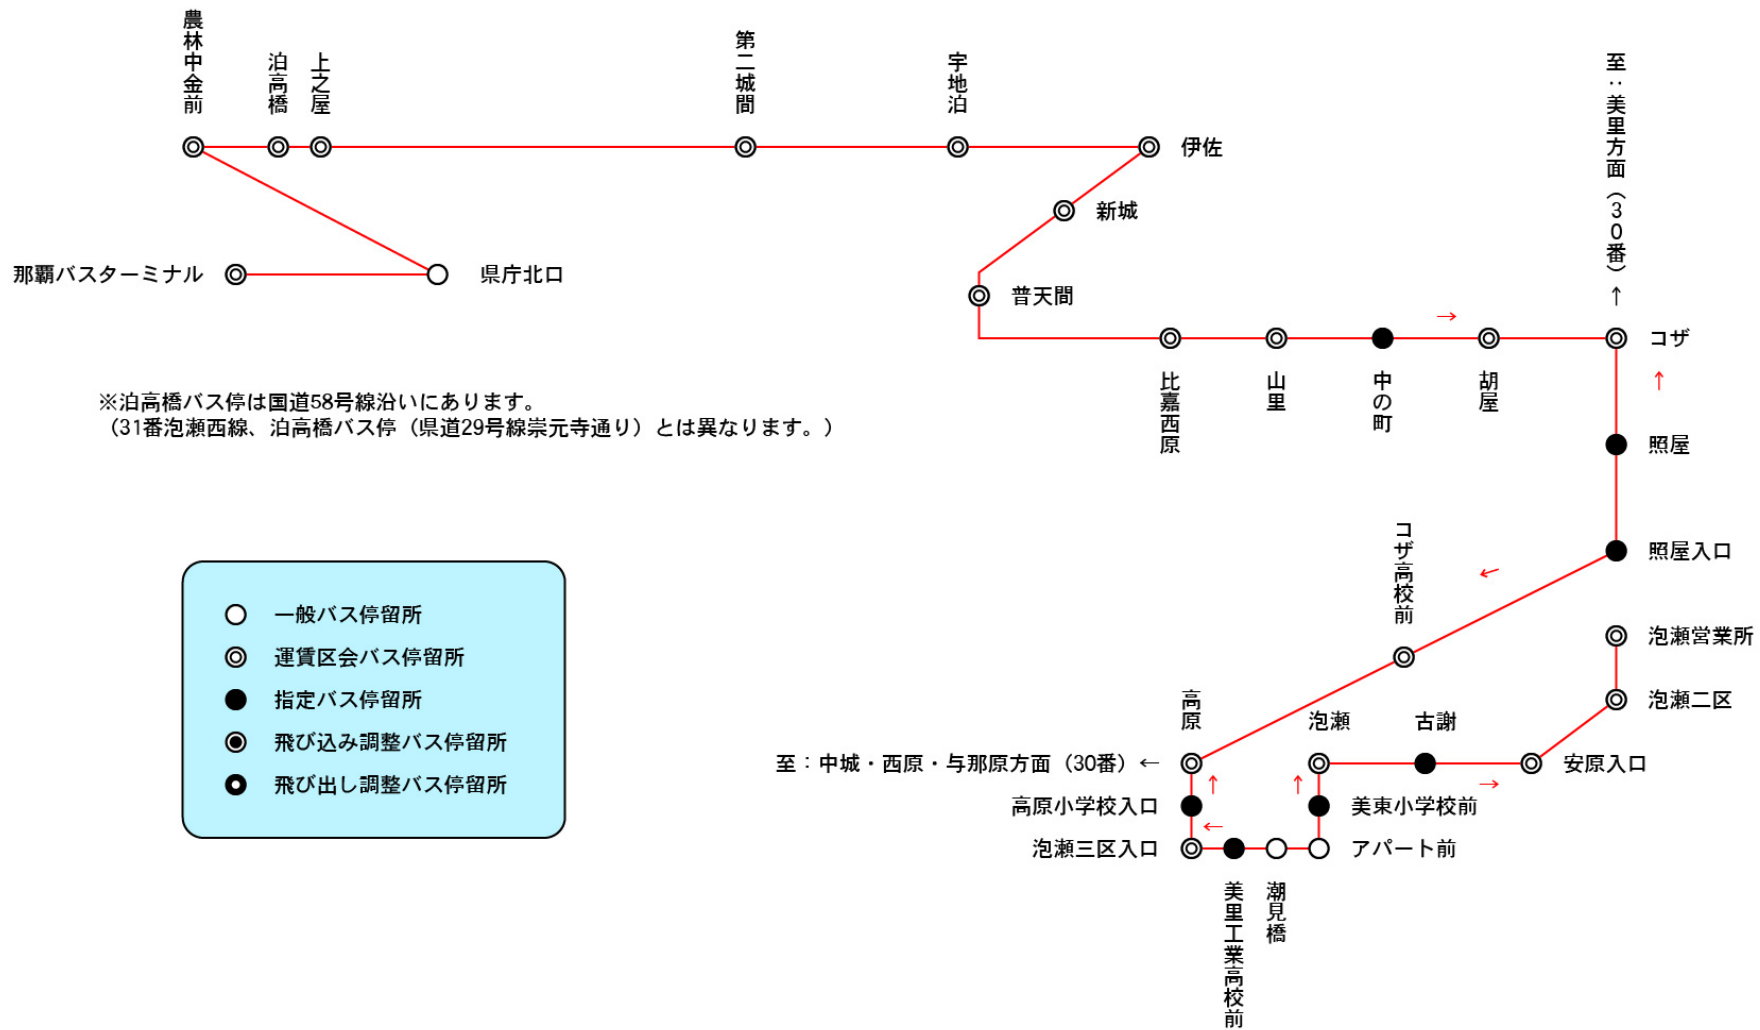 農林中金前
泊高橋
上之屋
第二城間
宇地泊
伊佐
新城
普天間
那覇バスターミナル
県庁北口
至：美里方面（30番）↑
比嘉西原
山里
中の町
→
胡屋
コザ
↑
照屋
照屋入口
←
コザ高校前
※泊高橋バス停は国道58号線沿いにあります。
（31番泡瀬西線、泊高橋バス停（県道29号線崇元寺通り）とは異なります。）
一般バス停留所
運賃区会バス停留所
指定バス停留所
飛び込み調整バス停留所
飛び出し調整バス停留所
高原
至：中城・西原・与那原方面（30番）←
↑
高原小学校入口
←
泡瀬三区入口
美里工業高校前
潮見橋
アパート前
美東小学校前
↑
泡瀬
古謝
→
安原入口
泡瀬二区
泡瀬営業所